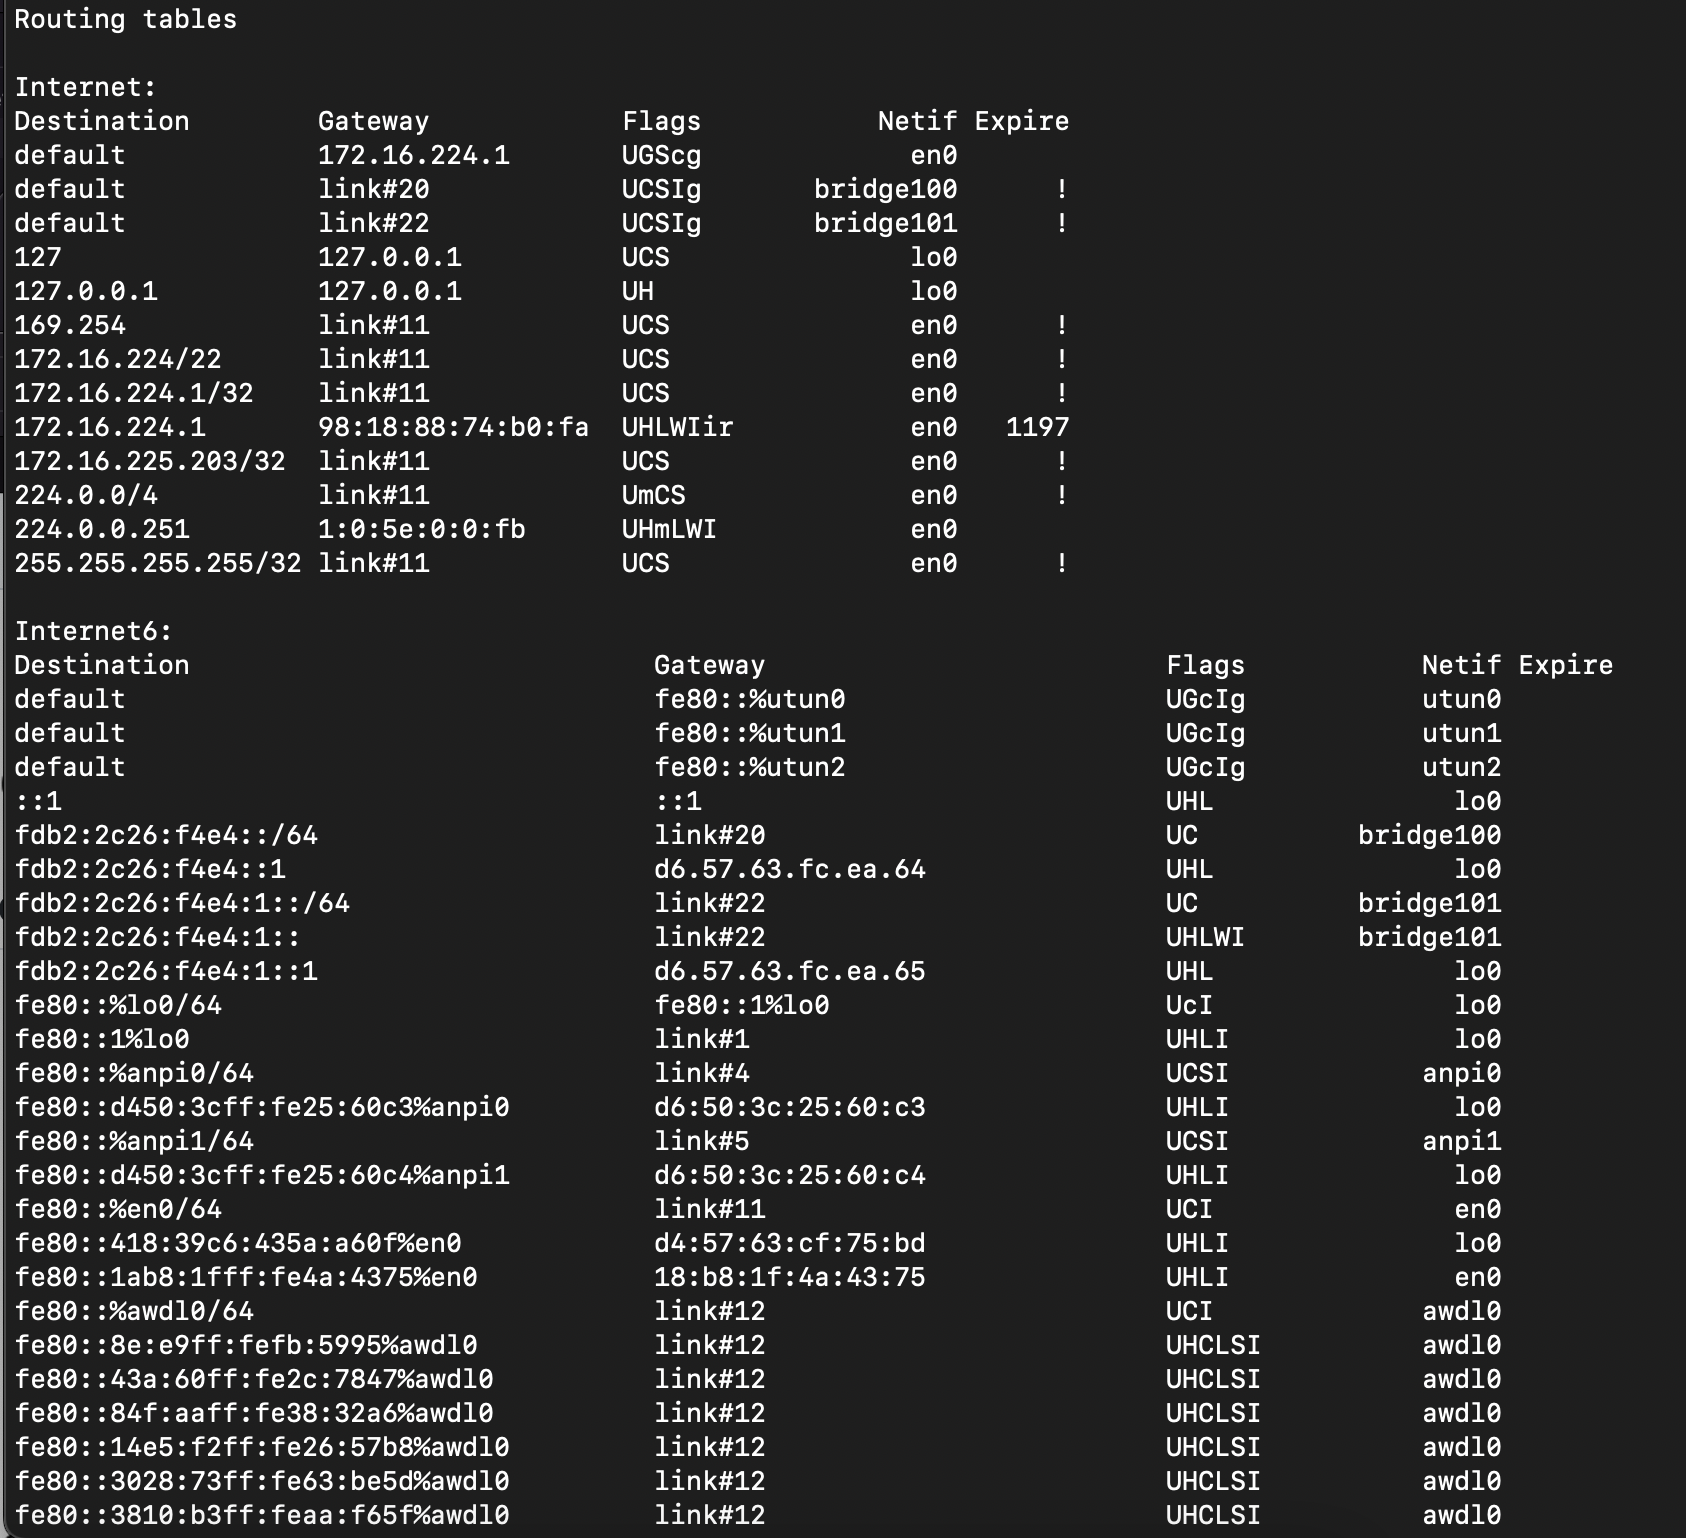 Routing tables

Internet:
Destination        Gateway            Flags           Netif Expire
default            172.16.224.1       UGScg             en0
default            link#20            UCSIg       bridge100      !
default            link#22            UCSIg       bridge101      !
127                127.0.0.1          UCS               lo0
127.0.0.1          127.0.0.1          UH                lo0
169.254            link#11            UCS               en0      !
172.16.224/22      link#11            UCS               en0      !
172.16.224.1/32    link#11            UCS               en0      !
172.16.224.1       98:18:88:74:b0:fa  UHLWIir           en0   1197
172.16.225.203/32  link#11            UCS               en0      !
224.0.0/4          link#11            UmCS              en0      !
224.0.0.251        1:0:5e:0:0:fb      UHmLWI            en0
255.255.255.255/32 link#11            UCS               en0      !

Internet6:
Destination                             Gateway                         Flags           Netif Expire
default                                 fe80::%utun0                    UGcIg           utun0
default                                 fe80::%utun1                    UGcIg           utun1
default                                 fe80::%utun2                    UGcIg           utun2
::1                                     ::1                             UHL               lo0
fdb2:2c26:f4e4::/64                     link#20                         UC          bridge100
fdb2:2c26:f4e4::1                       d6.57.63.fc.ea.64               UHL               lo0
fdb2:2c26:f4e4:1::/64                   link#22                         UC          bridge101
fdb2:2c26:f4e4:1::                      link#22                         UHLWI       bridge101
fdb2:2c26:f4e4:1::1                     d6.57.63.fc.ea.65               UHL               lo0
fe80::%lo0/64                           fe80::1%lo0                     UcI               lo0
fe80::1%lo0                             link#1                          UHLI              lo0
fe80::%anpi0/64                         link#4                          UCSI            anpi0
fe80::d450:3cff:fe25:60c3%anpi0         d6:50:3c:25:60:c3               UHLI              lo0
fe80::%anpi1/64                         link#5                          UCSI            anpi1
fe80::d450:3cff:fe25:60c4%anpi1         d6:50:3c:25:60:c4               UHLI              lo0
fe80::%en0/64                           link#11                         UCI               en0
fe80::418:39c6:435a:a60f%en0            d4:57:63:cf:75:bd               UHLI              lo0
fe80::1ab8:1fff:fe4a:4375%en0           18:b8:1f:4a:43:75               UHLI              en0
fe80::%awdl0/64                         link#12                         UCI             awdl0
fe80::8e:e9ff:fefb:5995%awdl0           link#12                         UHCLSI          awdl0
fe80::43a:60ff:fe2c:7847%awdl0          link#12                         UHCLSI          awdl0
fe80::84f:aaff:fe38:32a6%awdl0          link#12                         UHCLSI          awdl0
fe80::14e5:f2ff:fe26:57b8%awdl0         link#12                         UHCLSI          awdl0
fe80::3028:73ff:fe63:be5d%awdl0         link#12                         UHCLSI          awdl0
fe80::3810:b3ff:feaa:f65f%awdl0         link#12                         UHCLSI          awdl0